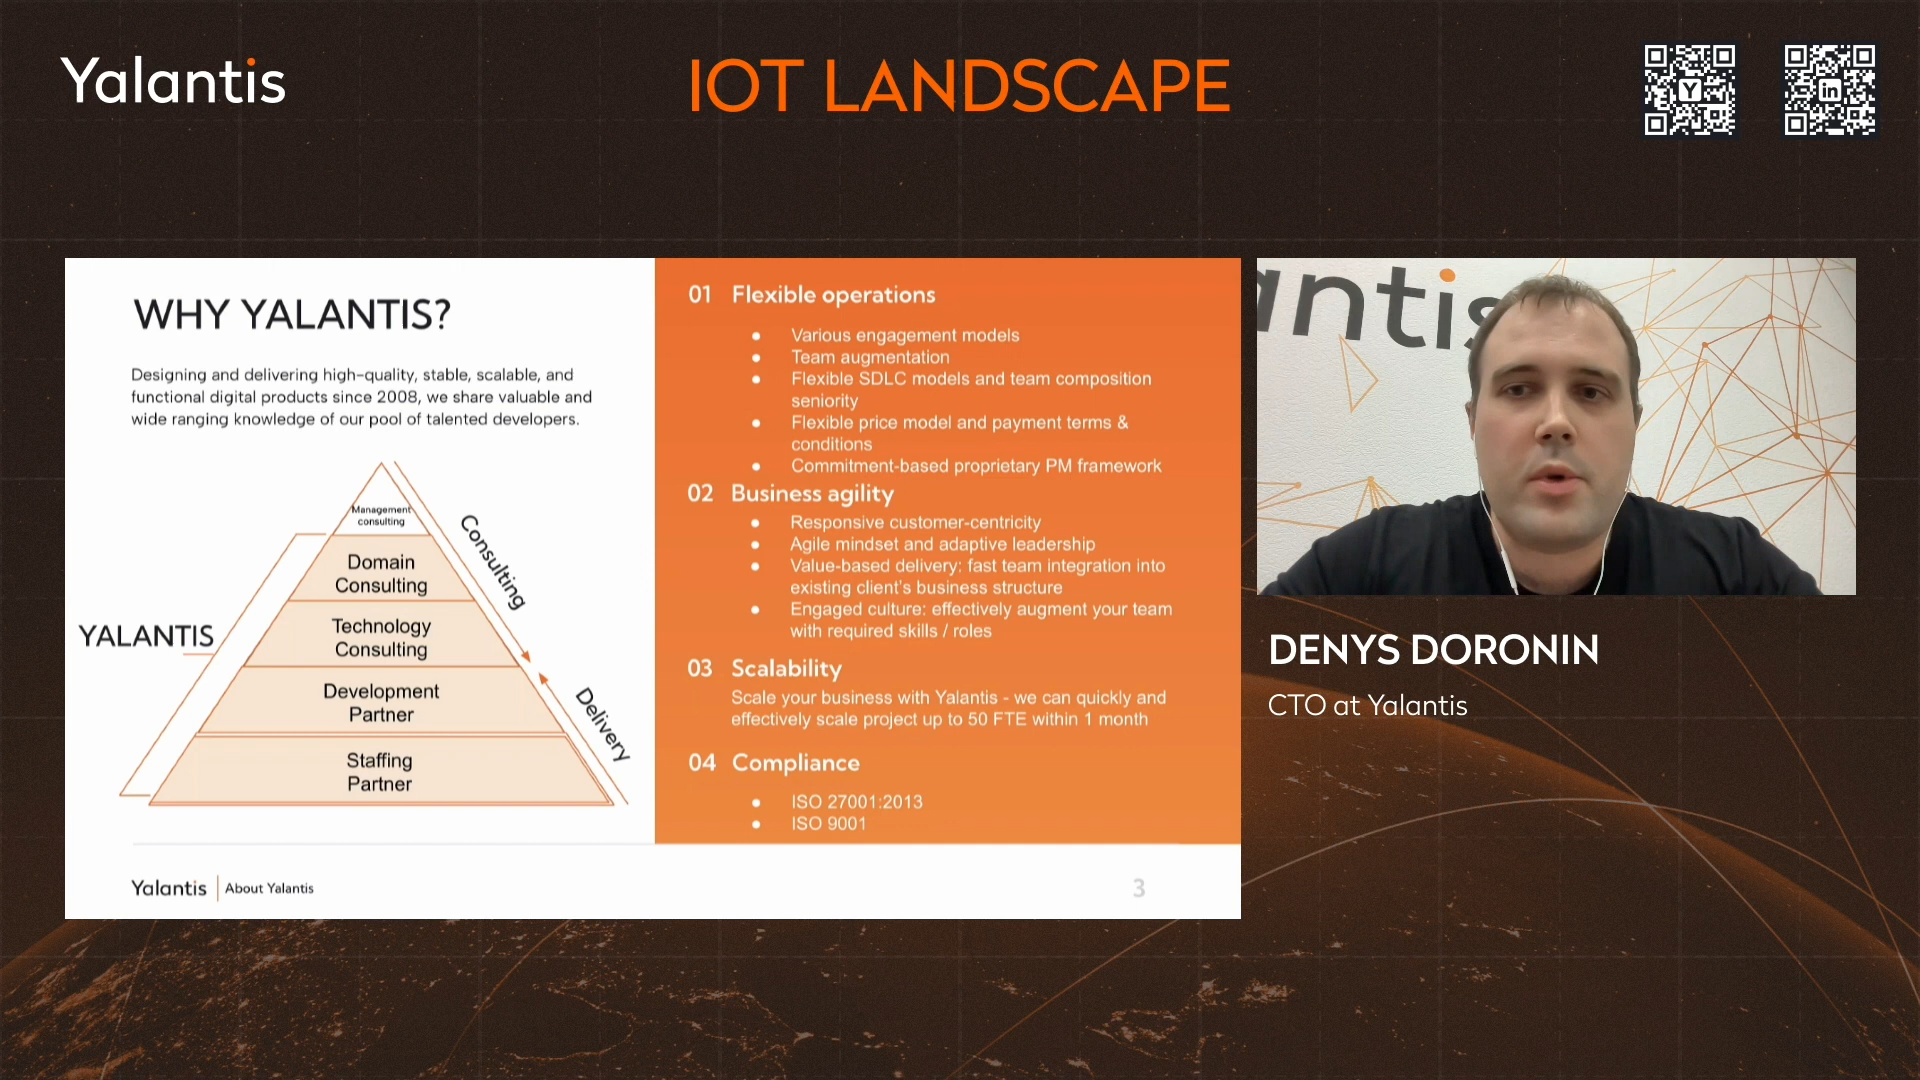 Yalantis
IOT LANDSCAPE
Y
in
WHY YALANTIS?
Designing and delivering high-quality, stable, scalable, and
functional digital products since 2008, we share valuable and
wide ranging knowledge of our pool of talented developers.
Management
consulting
Domain
Consulting
Technology
Consulting
Development
Partner
Staffing
Partner
YALANTIS
Consulting
Delivery
01 Flexible operations
● Various engagement models
● Team augmentation
● Flexible SDLC models and team composition
seniority
● Flexible price model and payment terms &
conditions
● Commitment-based proprietary PM framework
02 Business agility
● Responsive customer-centricity
● Agile mindset and adaptive leadership
● Value-based delivery: fast team integration into
existing client's business structure
● Engaged culture: effectively augment your team
with required skills / roles
03 Scalability
Scale your business with Yalantis - we can quickly and
effectively scale project up to 50 FTE within 1 month
04 Compliance
● ISO 27001:2013
● ISO 9001
Yalantis | About Yalantis
3
antis
DENYS DORONIN
CTO at Yalantis